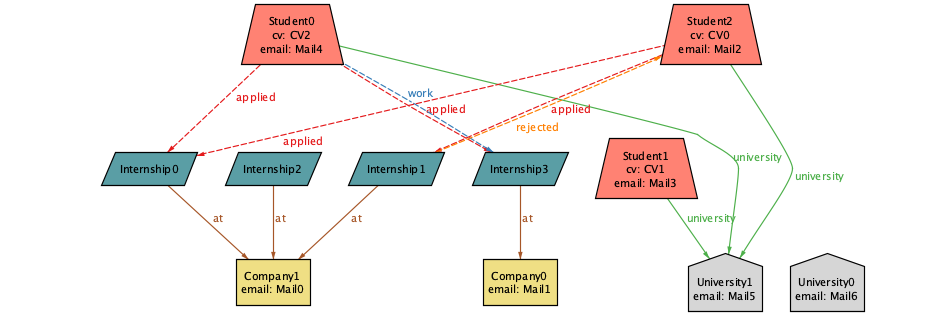 Student0
cv: CV2
email: Mail4
Student2
cv: CV0
email: Mail2
work
applied
applied
applied
rejected
applied
Internship0
Internship2
Internship1
Internship3
Student1
cv: CV1
email: Mail3
university
university
at
at
at
at
university
Company1
email: Mail0
Company0
email: Mail1
University1
email: Mail5
University0
email: Mail6